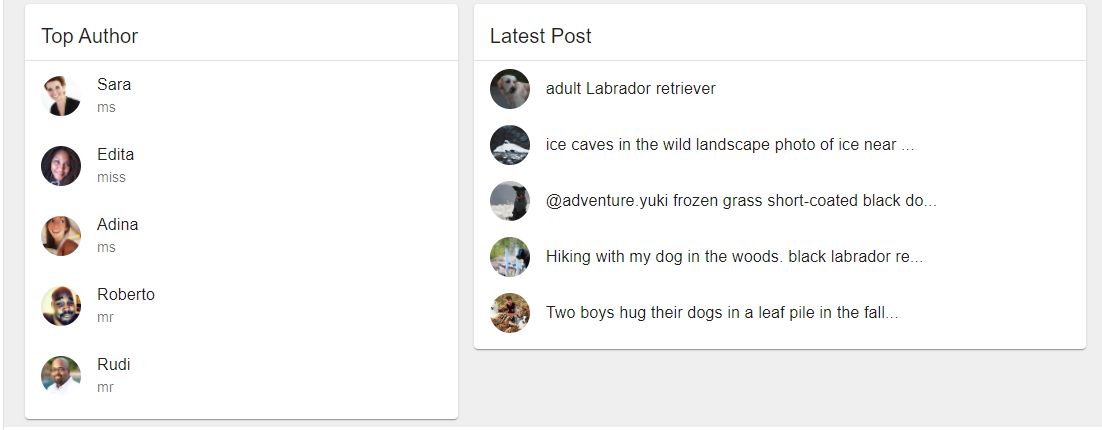 Top Author
Sara
ms
Edita
miss
Adina
ms
Roberto
mr
Rudi
mr
Latest Post
adult Labrador retriever
ice caves in the wild landscape photo of ice near ...
@adventure.yuki frozen grass short-coated black do...
Hiking with my dog in the woods. black labrador re...
Two boys hug their dogs in a leaf pile in the fall...